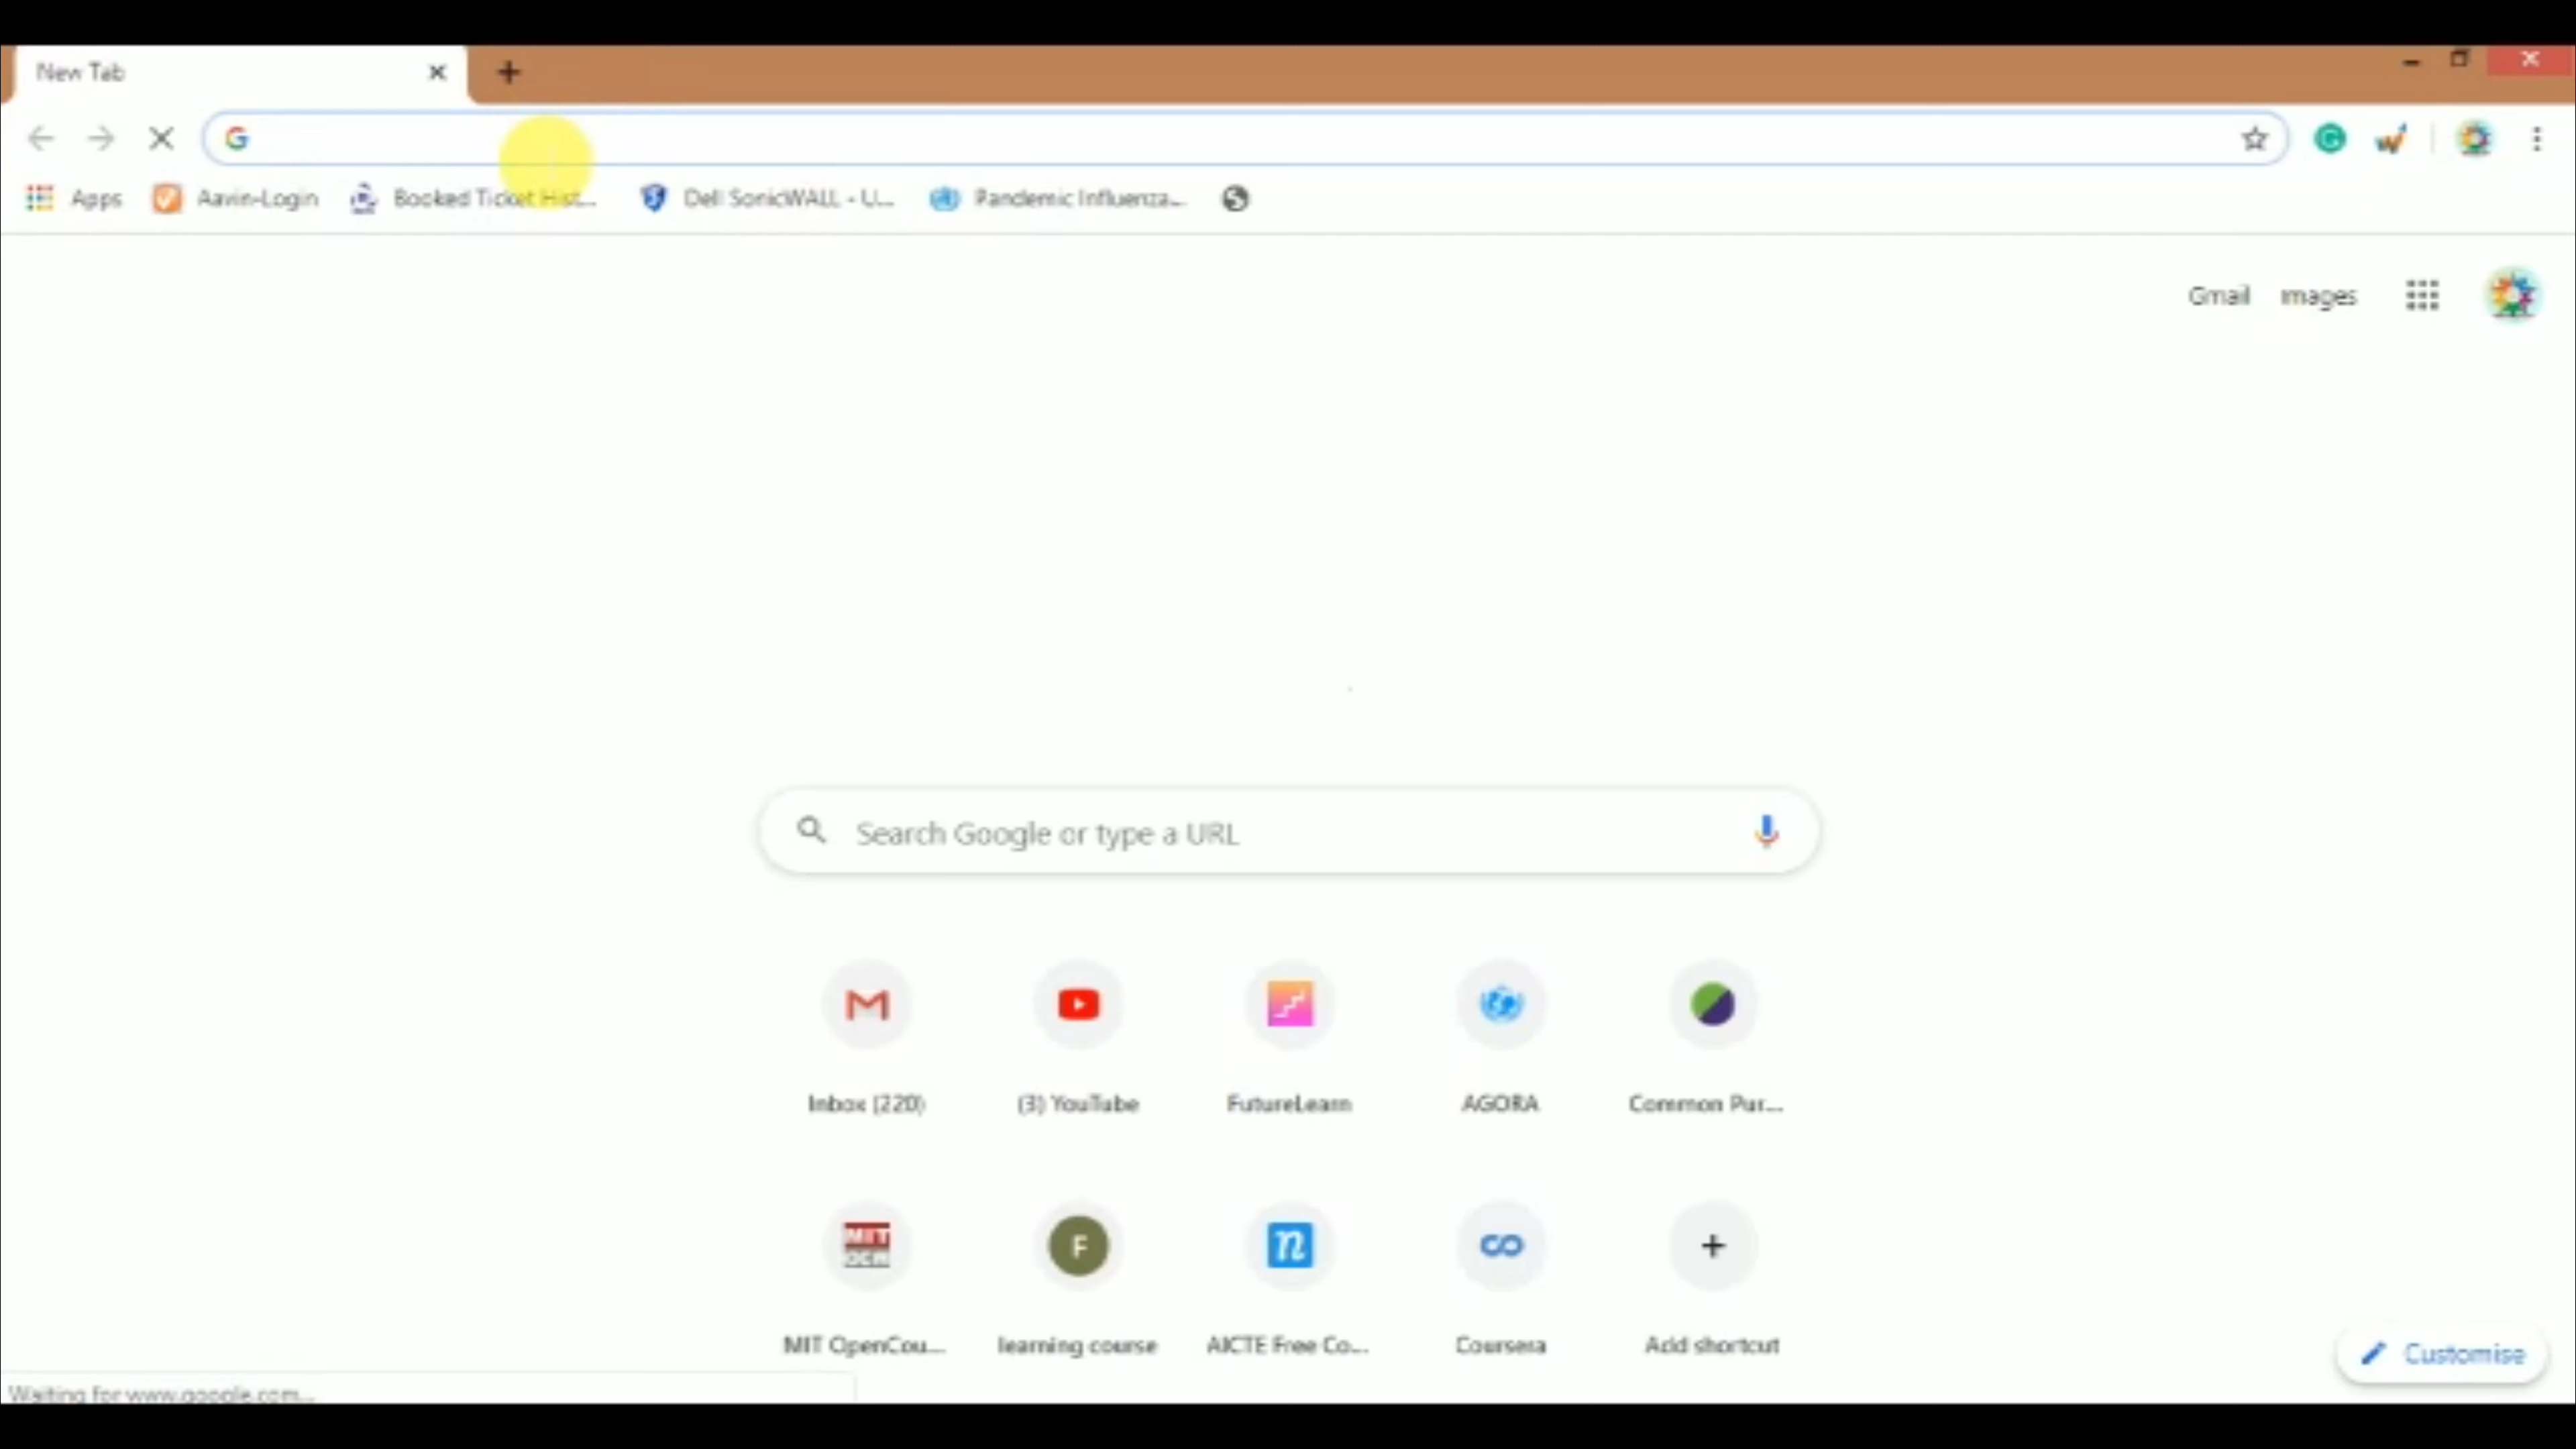 New Tab
Apps Aavin-Login Booked Ticket Hist... Dell SonicWALL - U... Pandemic Influenza...
Gmail Images
Search Google or type a URL
Inbox (220) (3) YouTube FutureLearn AGORA Common Pur...
MIT OCW F n
MIT OpenCou... learning course AICTE Free Co... Coursera Add shortcut
Customise
Waiting for www.google.com...